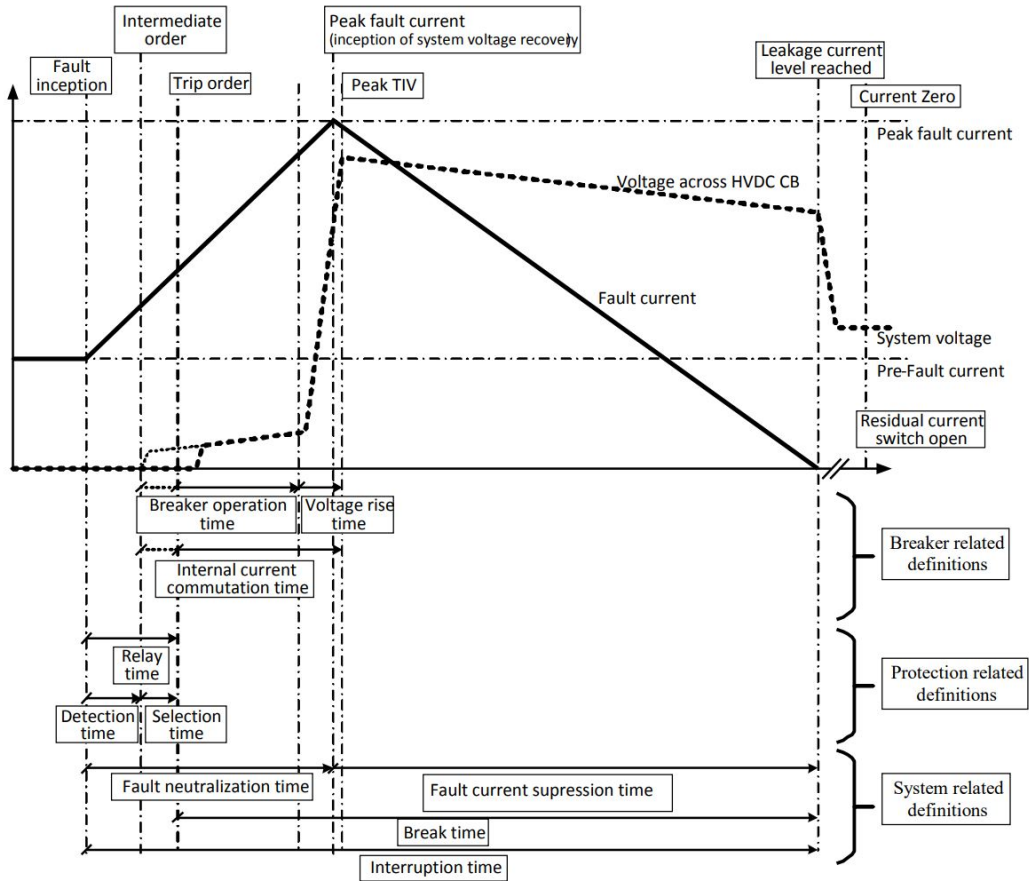 Intermediate
order
Peak fault current
(inception of system voltage recovery)
Fault
inception
Trip order
Peak TIV
Leakage current
level reached
Current Zero
Peak fault current
Voltage across HVDC CB
Fault current
System voltage
Pre-Fault current
Residual current
switch open
Breaker operation
time
Voltage rise
time
Internal current
commutation time
Breaker related
definitions
Relay
time
Detection
time
Selection
time
Protection related
definitions
Fault neutralization time
Fault current supression time
System related
definitions
Break time
Interruption time